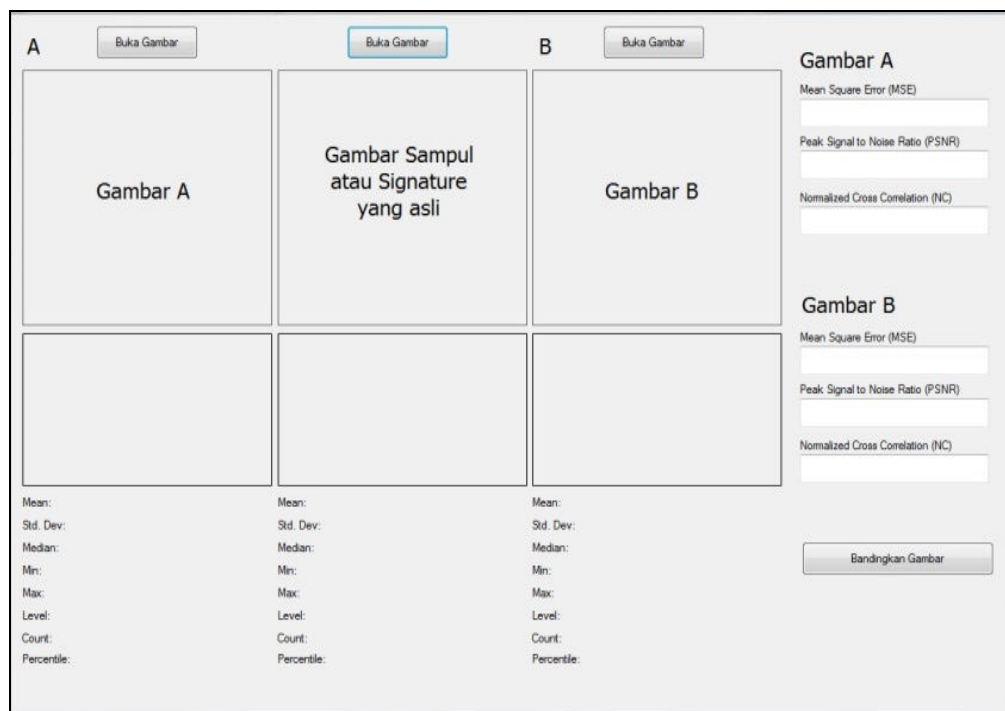 A
Buka Gambar
Buka Gambar
B
Buka Gambar
Gambar A
Gambar Sampul
atau Signature
yang asli
Gambar B
Gambar A
Mean Square Error (MSE)
Peak Signal to Noise Ratio (PSNR)
Normalized Cross Correlation (NC)
Gambar B
Mean Square Error (MSE)
Peak Signal to Noise Ratio (PSNR)
Normalized Cross Correlation (NC)
Bandingkan Gambar
Mean:
Std. Dev:
Median:
Min:
Max:
Level:
Count:
Percentile:
Mean:
Std. Dev:
Median:
Min:
Max:
Level:
Count:
Percentile:
Mean:
Std. Dev:
Median:
Min:
Max:
Level:
Count:
Percentile: